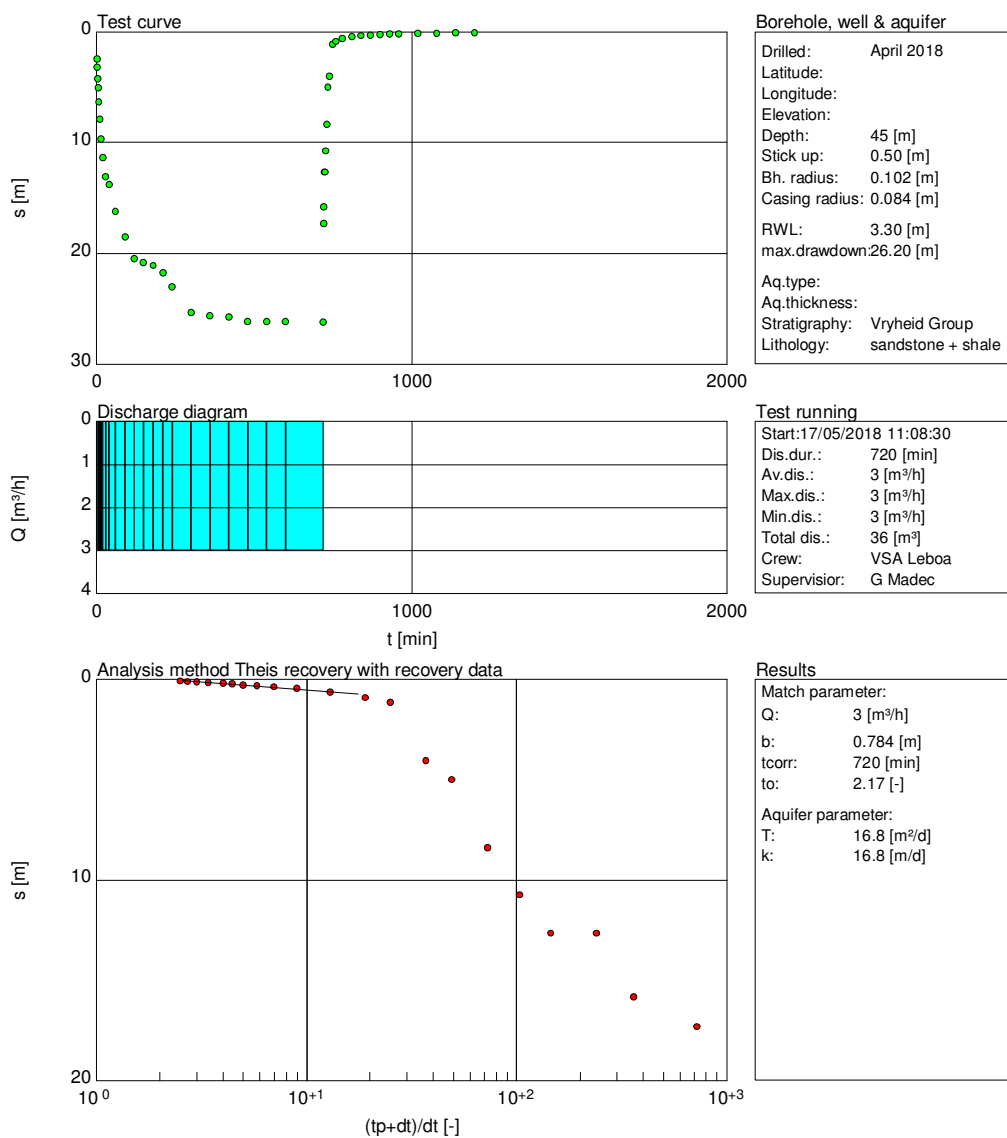 Test curve
0
10
20
30
s [m]
0
1000
2000
Borehole, well & aquifer
Drilled: April 2018
Latitude:
Longitude:
Elevation:
Depth: 45 [m]
Stick up: 0.50 [m]
Bh. radius: 0.102 [m]
Casing radius: 0.084 [m]
RWL: 3.30 [m]
max.drawdown:26.20 [m]
Aq.type:
Aq.thickness:
Stratigraphy: Vryheid Group
Lithology: sandstone + shale
Discharge diagram
0
1
2
3
4
Q [m³/h]
0
1000
2000
t [min]
Test running
Start:17/05/2018 11:08:30
Dis.dur.: 720 [min]
Av.dis.: 3 [m³/h]
Max.dis.: 3 [m³/h]
Min.dis.: 3 [m³/h]
Total dis.: 36 [m³]
Crew: VSA Leboa
Supervisior: G Madec
Analysis method Theis recovery with recovery data
0
10
20
s [m]
10⁰
10⁺¹
10⁺²
10⁺³
(tp+dt)/dt [-]
Results
Match parameter:
Q: 3 [m³/h]
b: 0.784 [m]
tcorr: 720 [min]
to: 2.17 [-]
Aquifer parameter:
T: 16.8 [m²/d]
k: 16.8 [m/d]